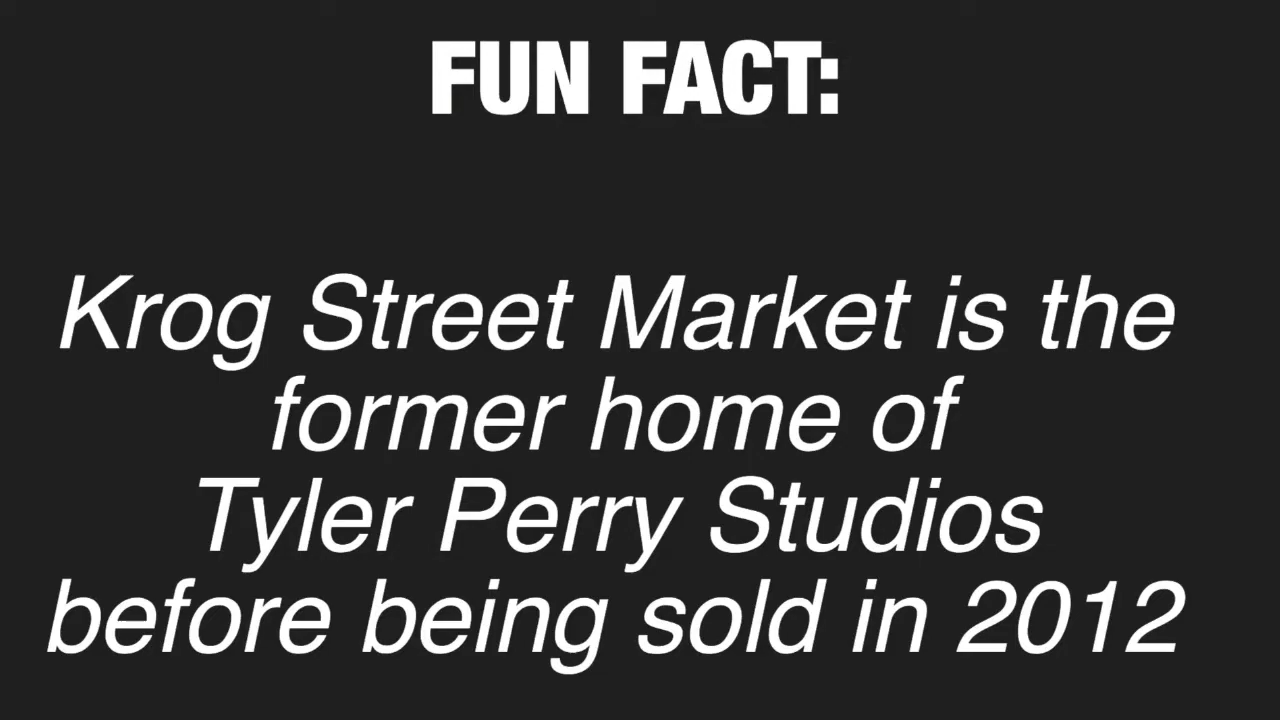 FUN FACT:
Krog Street Market is the
former home of
Tyler Perry Studios
before being sold in 2012